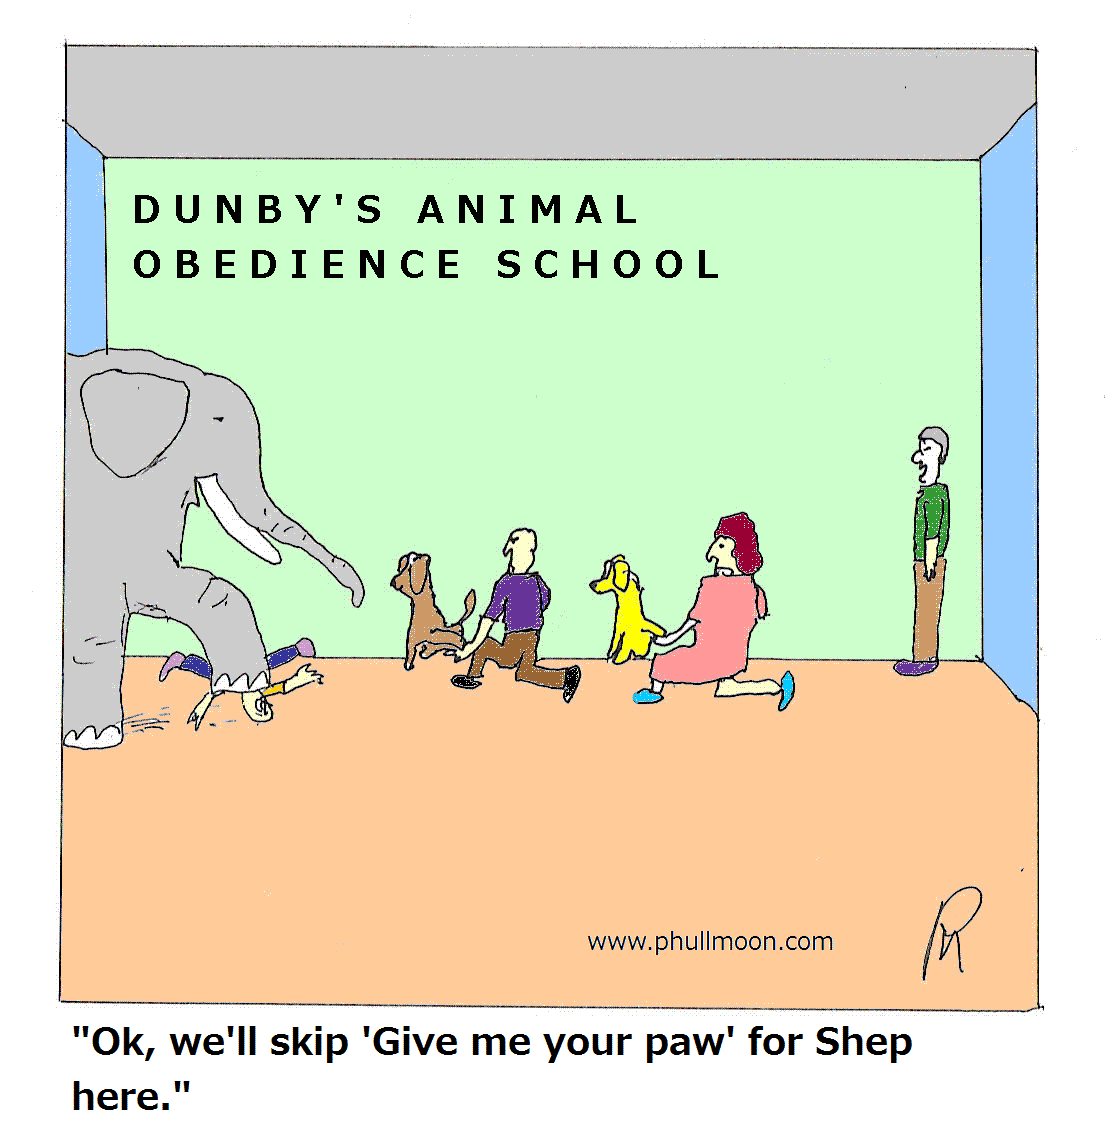 DUNBY'S ANIMAL
OBEDIENCE SCHOOL
www.phullmoon.com
"Ok, we'll skip 'Give me your paw' for Shep
here."